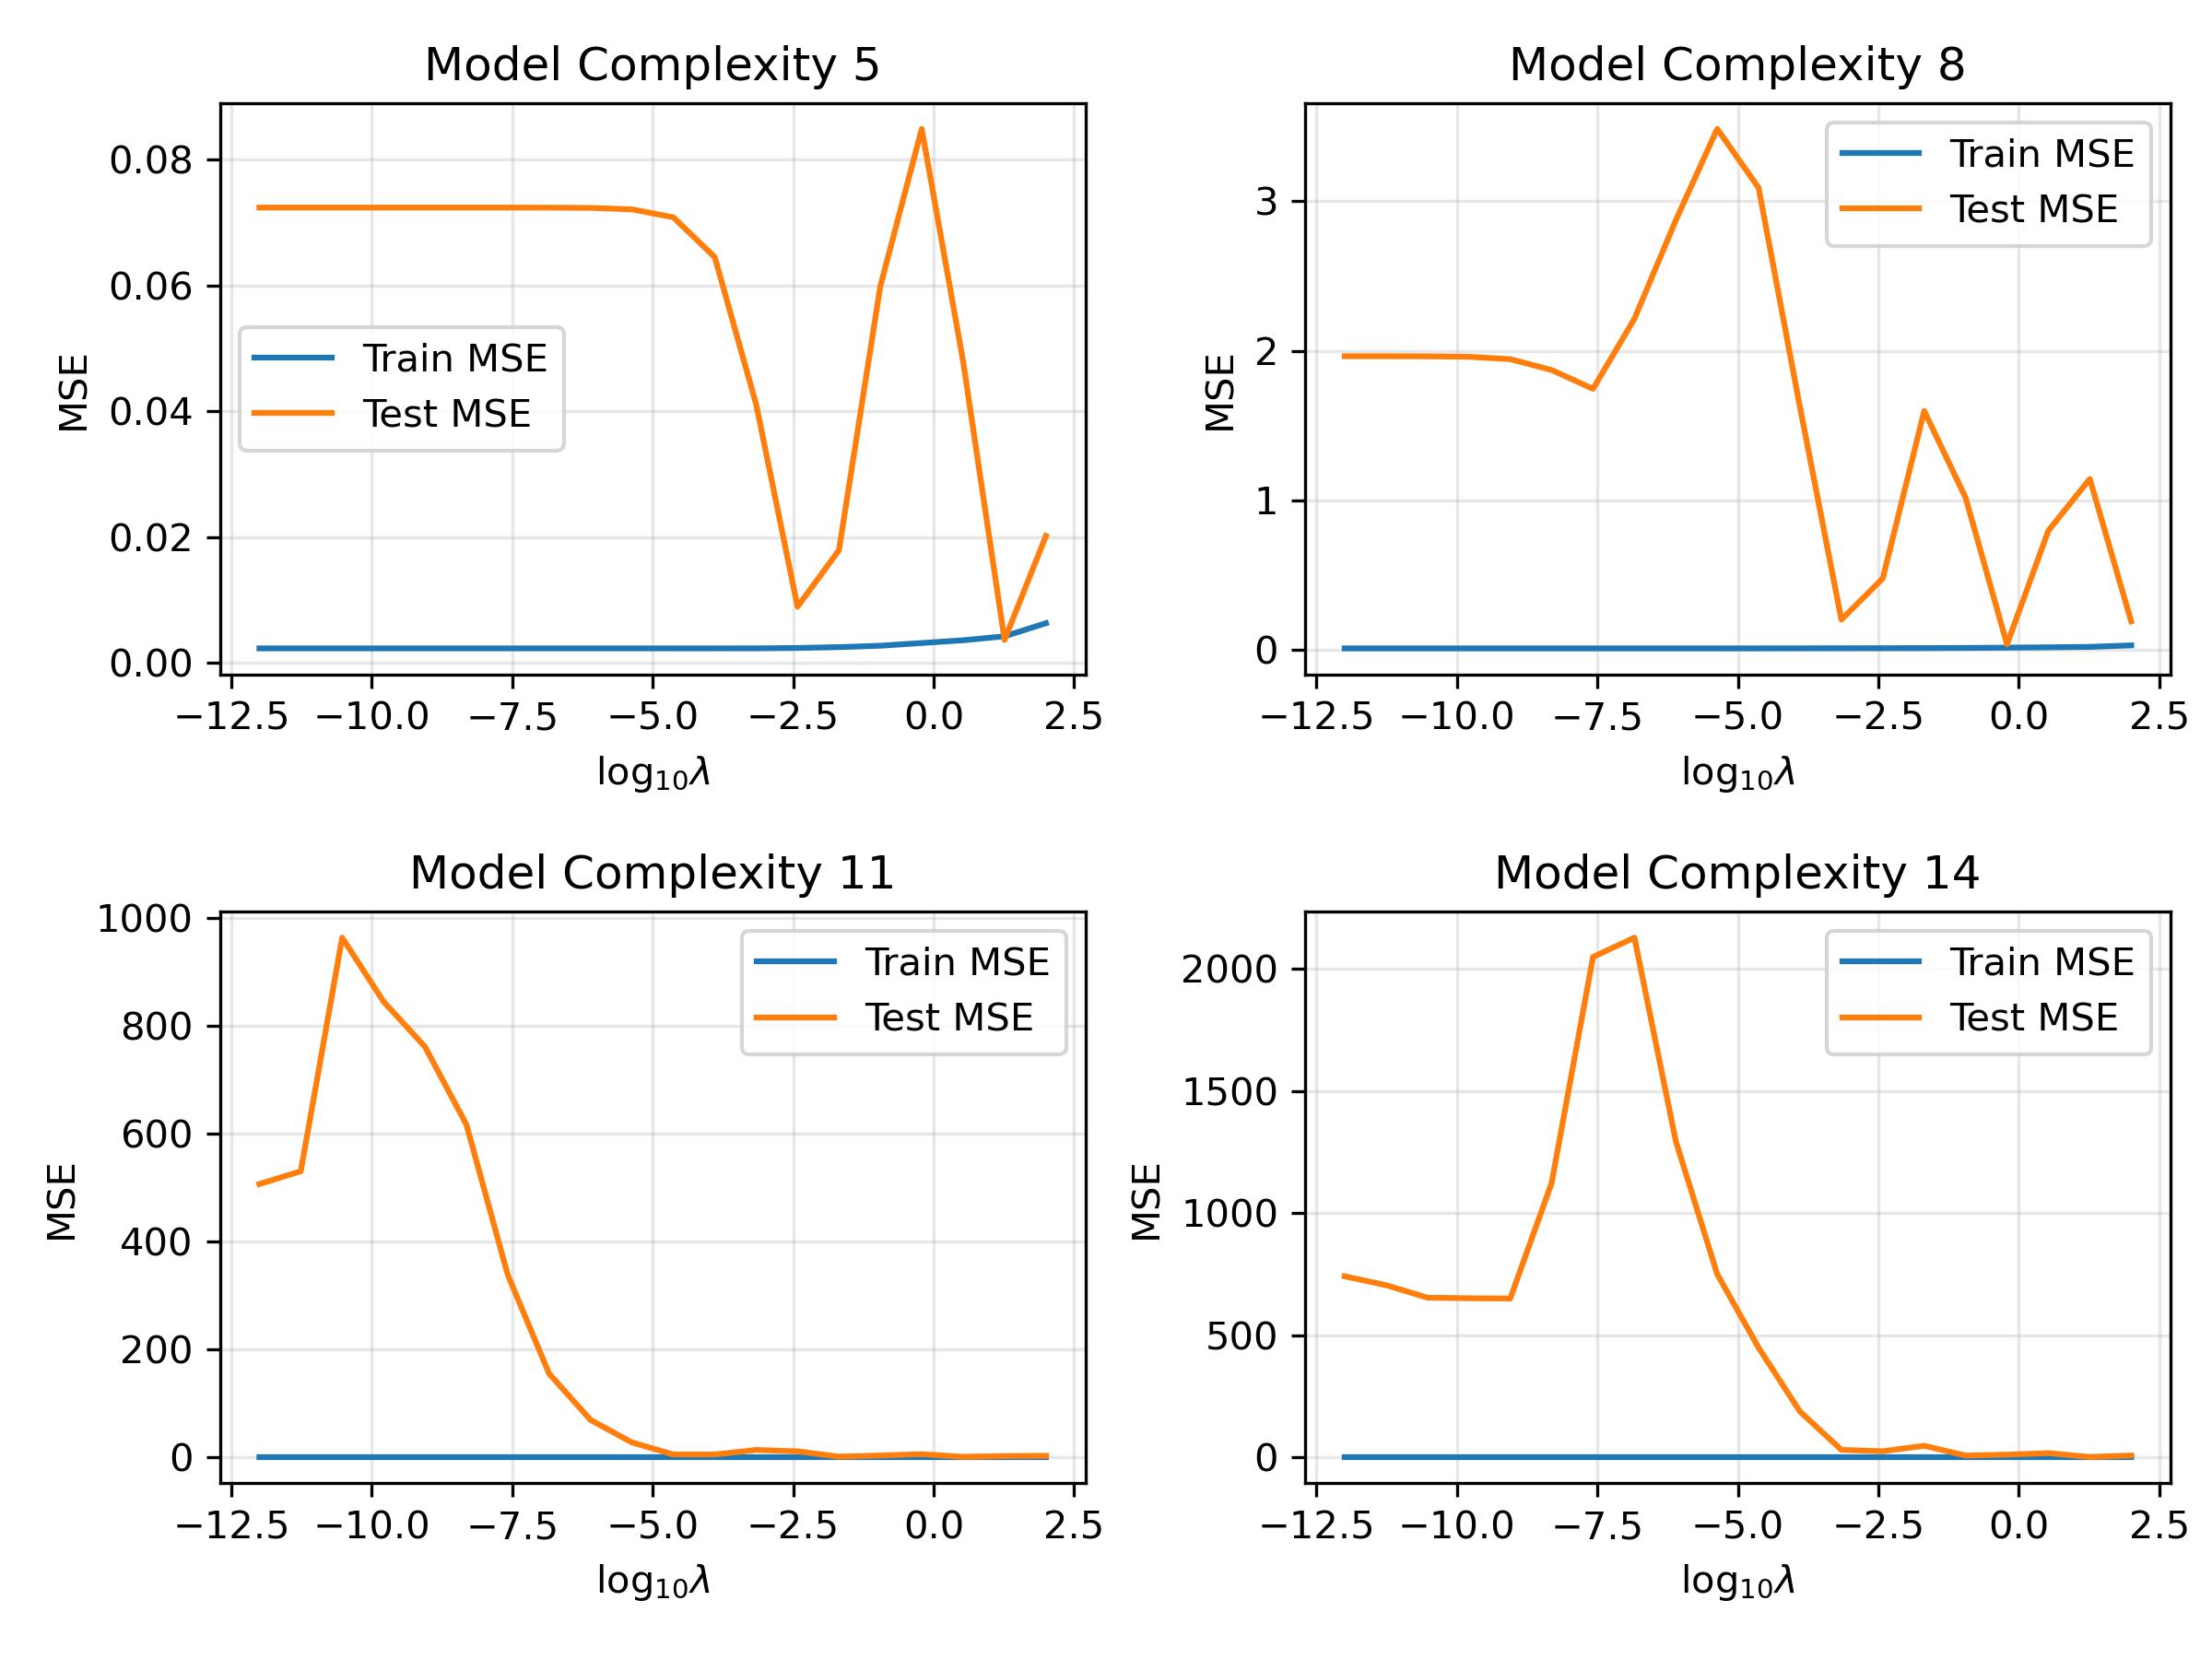 Model Complexity 5
MSE
0.08
0.06
0.04
0.02
0.00
Train MSE
Test MSE
−12.5 −10.0 −7.5 −5.0 −2.5 0.0 2.5
log₁₀λ
Model Complexity 8
MSE
3
2
1
0
Train MSE
Test MSE
−12.5 −10.0 −7.5 −5.0 −2.5 0.0 2.5
log₁₀λ
Model Complexity 11
MSE
1000
800
600
400
200
0
Train MSE
Test MSE
−12.5 −10.0 −7.5 −5.0 −2.5 0.0 2.5
log₁₀λ
Model Complexity 14
MSE
2000
1500
1000
500
0
Train MSE
Test MSE
−12.5 −10.0 −7.5 −5.0 −2.5 0.0 2.5
log₁₀λ